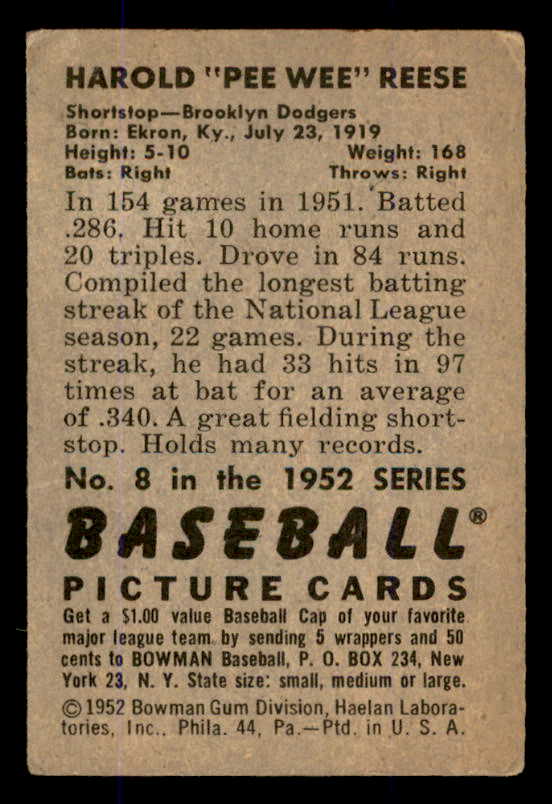 HAROLD "PEE WEE" REESE
Shortstop—Brooklyn Dodgers
Born: Ekron, Ky., July 23, 1919
Height: 5-10 Weight: 168
Bats: Right Throws: Right
In 154 games in 1951. Batted
.286. Hit 10 home runs and
20 triples. Drove in 84 runs.
Compiled the longest batting
streak of the National League
season, 22 games. During the
streak, he had 33 hits in 97
times at bat for an average
of .340. A great fielding short-
stop. Holds many records.
No. 8 in the 1952 SERIES
BASEBALL®
PICTURE CARDS
Get a $1.00 value Baseball Cap of your favorite
major league team by sending 5 wrappers and 50
cents to BOWMAN Baseball, P. O. BOX 234, New
York 23, N. Y. State size: small, medium or large.
©1952 Bowman Gum Division, Haelan Labora-
tories, Inc., Phila. 44, Pa.—Ptd. in U. S. A.